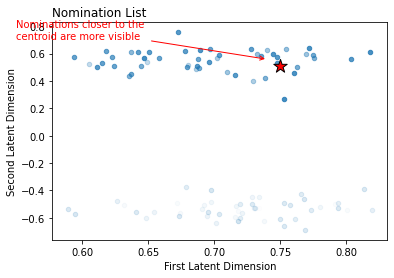 Nomination List
Nominations closer to the
centroid are more visible
0.8
0.6
0.4
0.2
0.0
−0.2
−0.4
−0.6
Second Latent Dimension
0.60
0.65
0.70
0.75
0.80
First Latent Dimension